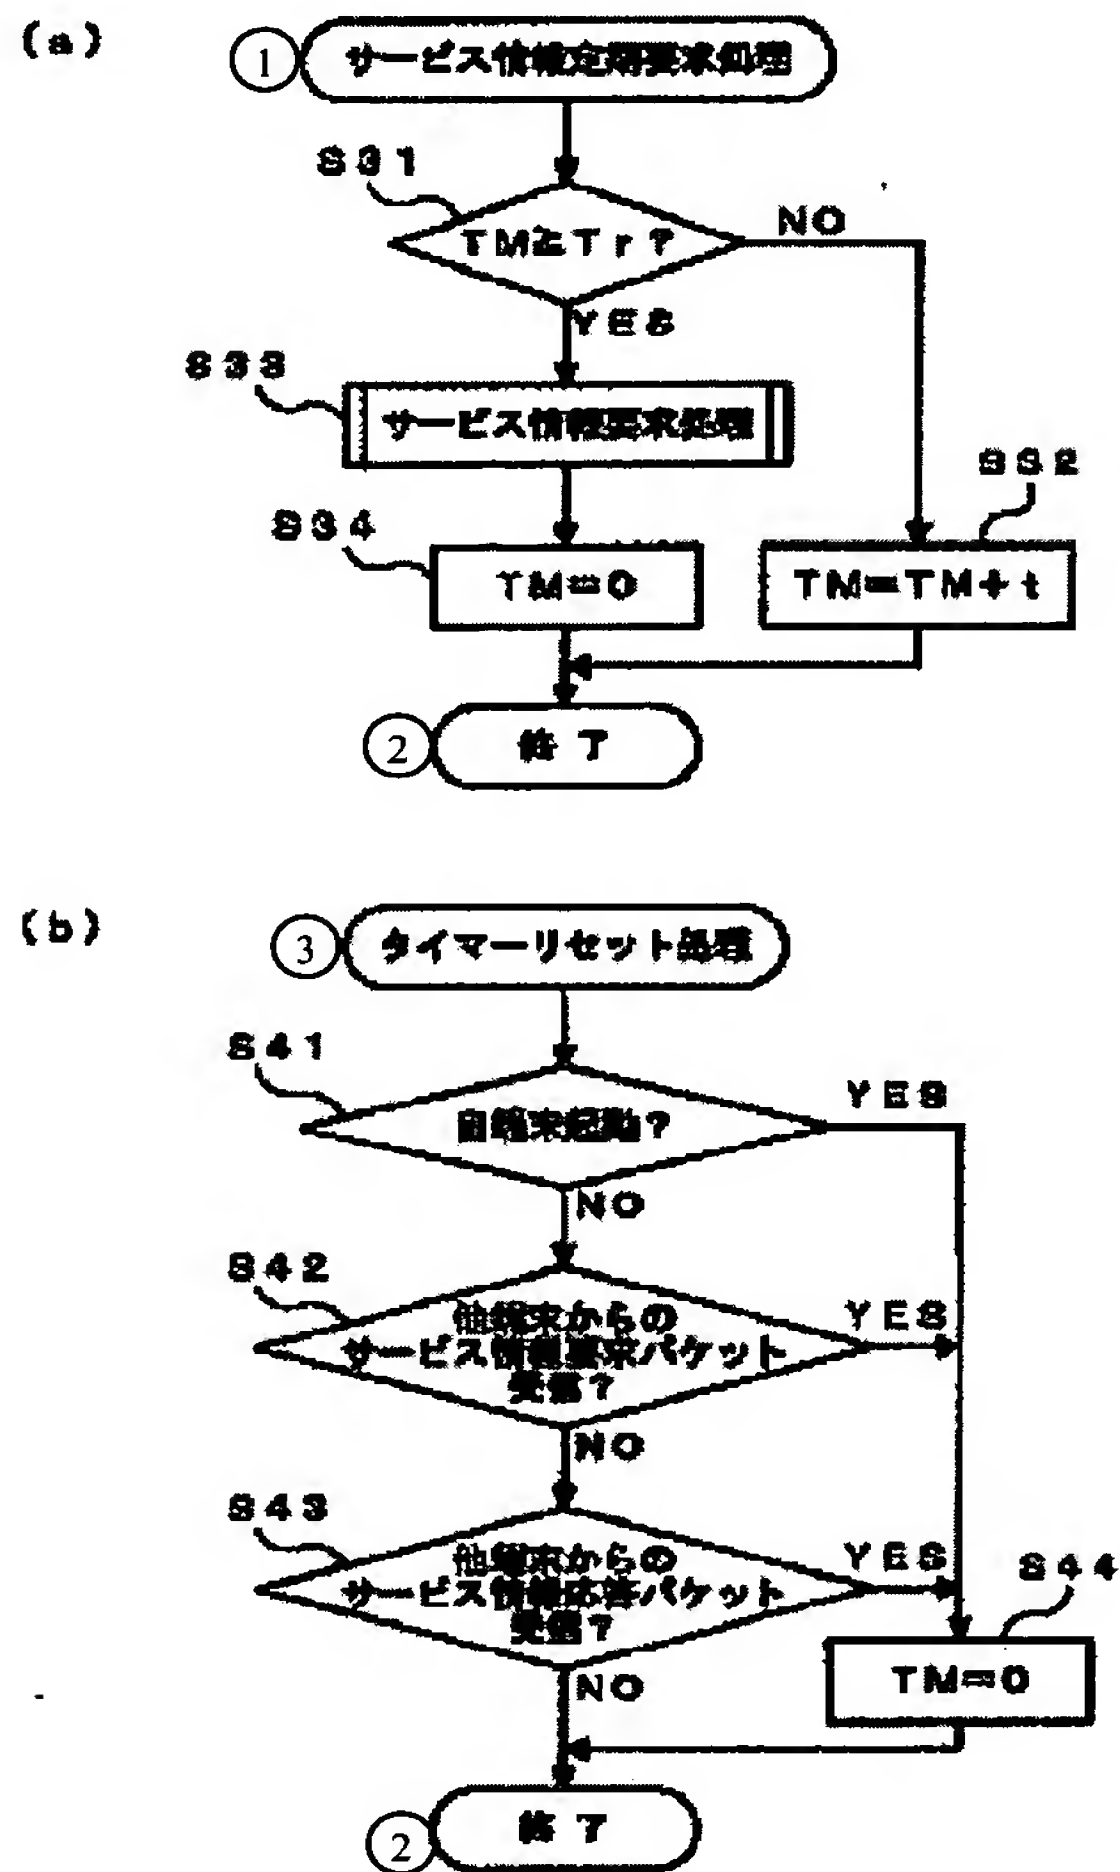 (a)
① サービス情報定期要求処理
S31
TM≧Tr?
NO
YES
S33
サービス情報要求処理
S32
S34
TM=0
TM=TM+t
② 終了
(b)
③ タイマーリセット処理
S41
自端末起動?
YES
NO
S42
他端末からの
サービス情報要求パケット
受信?
YES
NO
S43
他端末からの
サービス情報応答パケット
受信?
YES
S44
NO
TM=0
② 終了